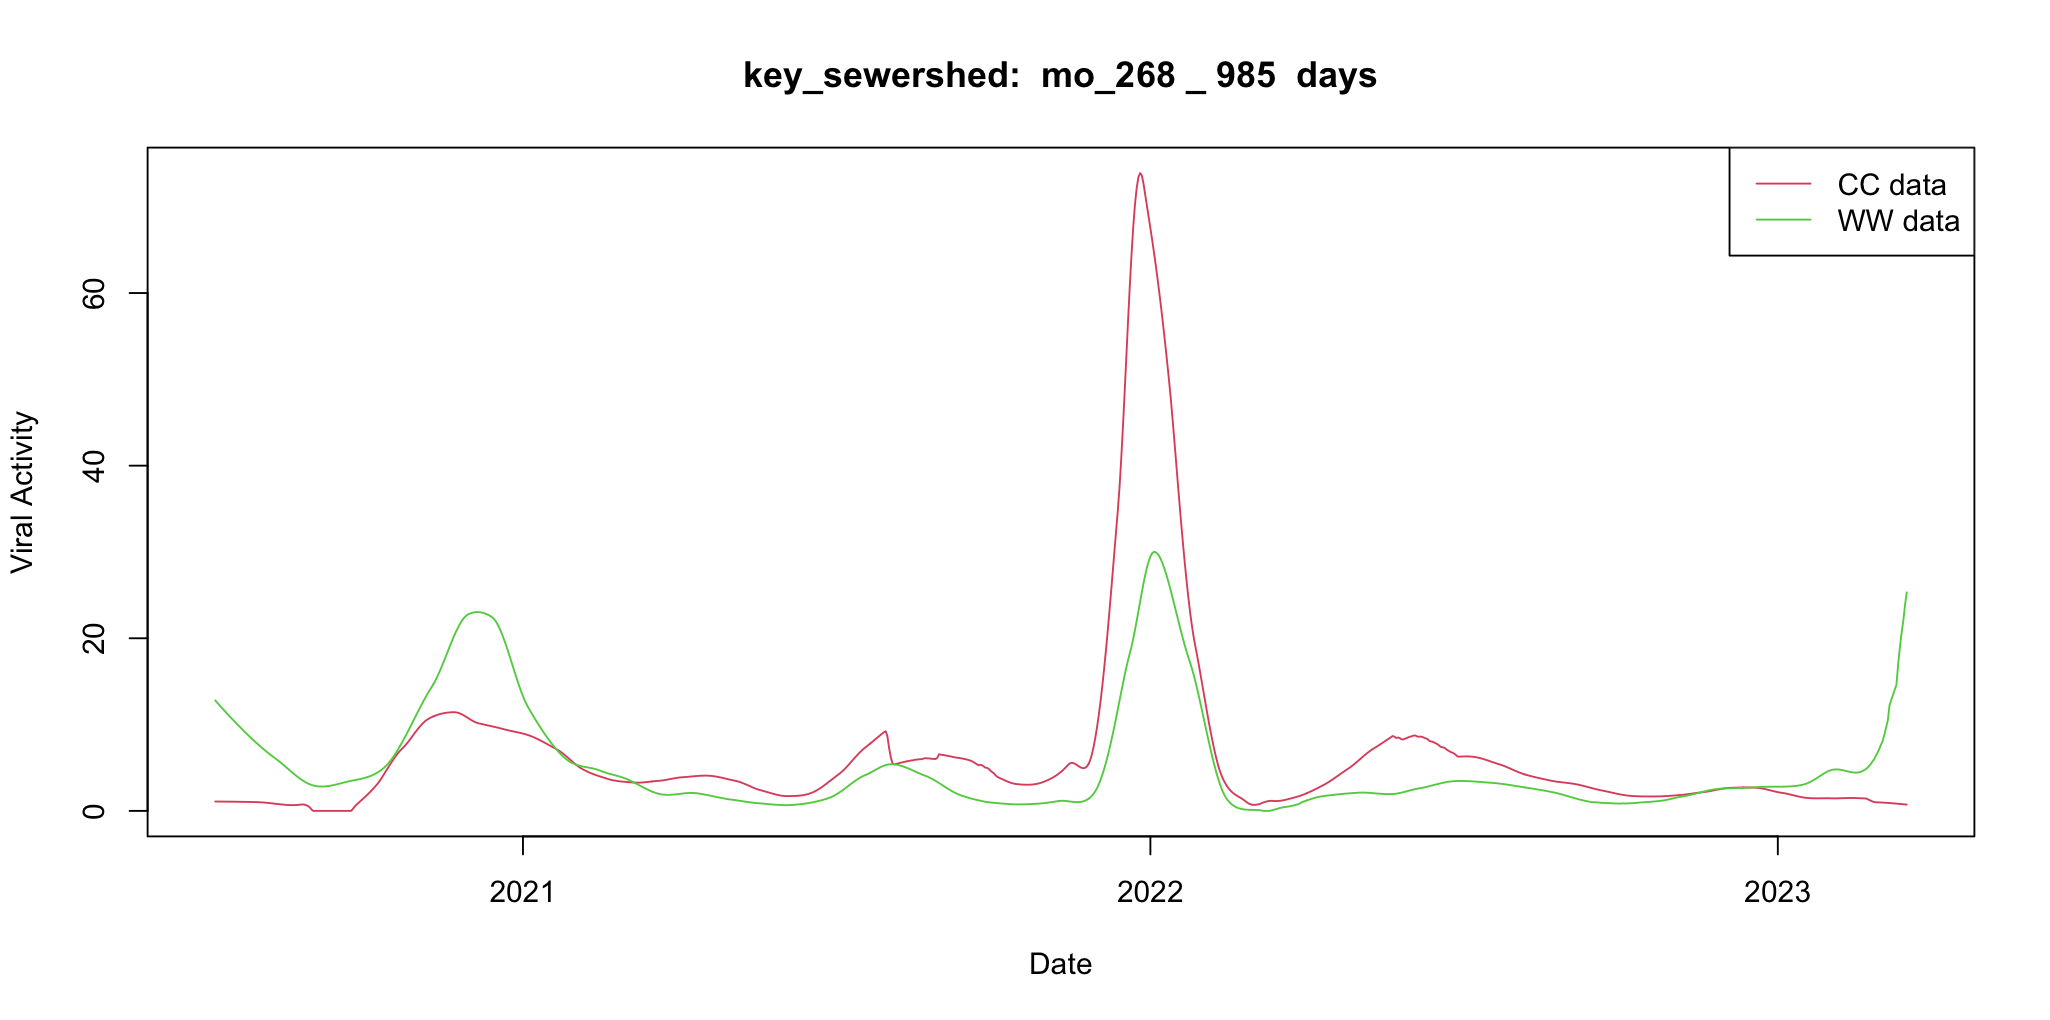 key_sewershed:  mo_268 _ 985  days
CC data
WW data
Viral Activity
60
40
20
0
2021
2022
2023
Date